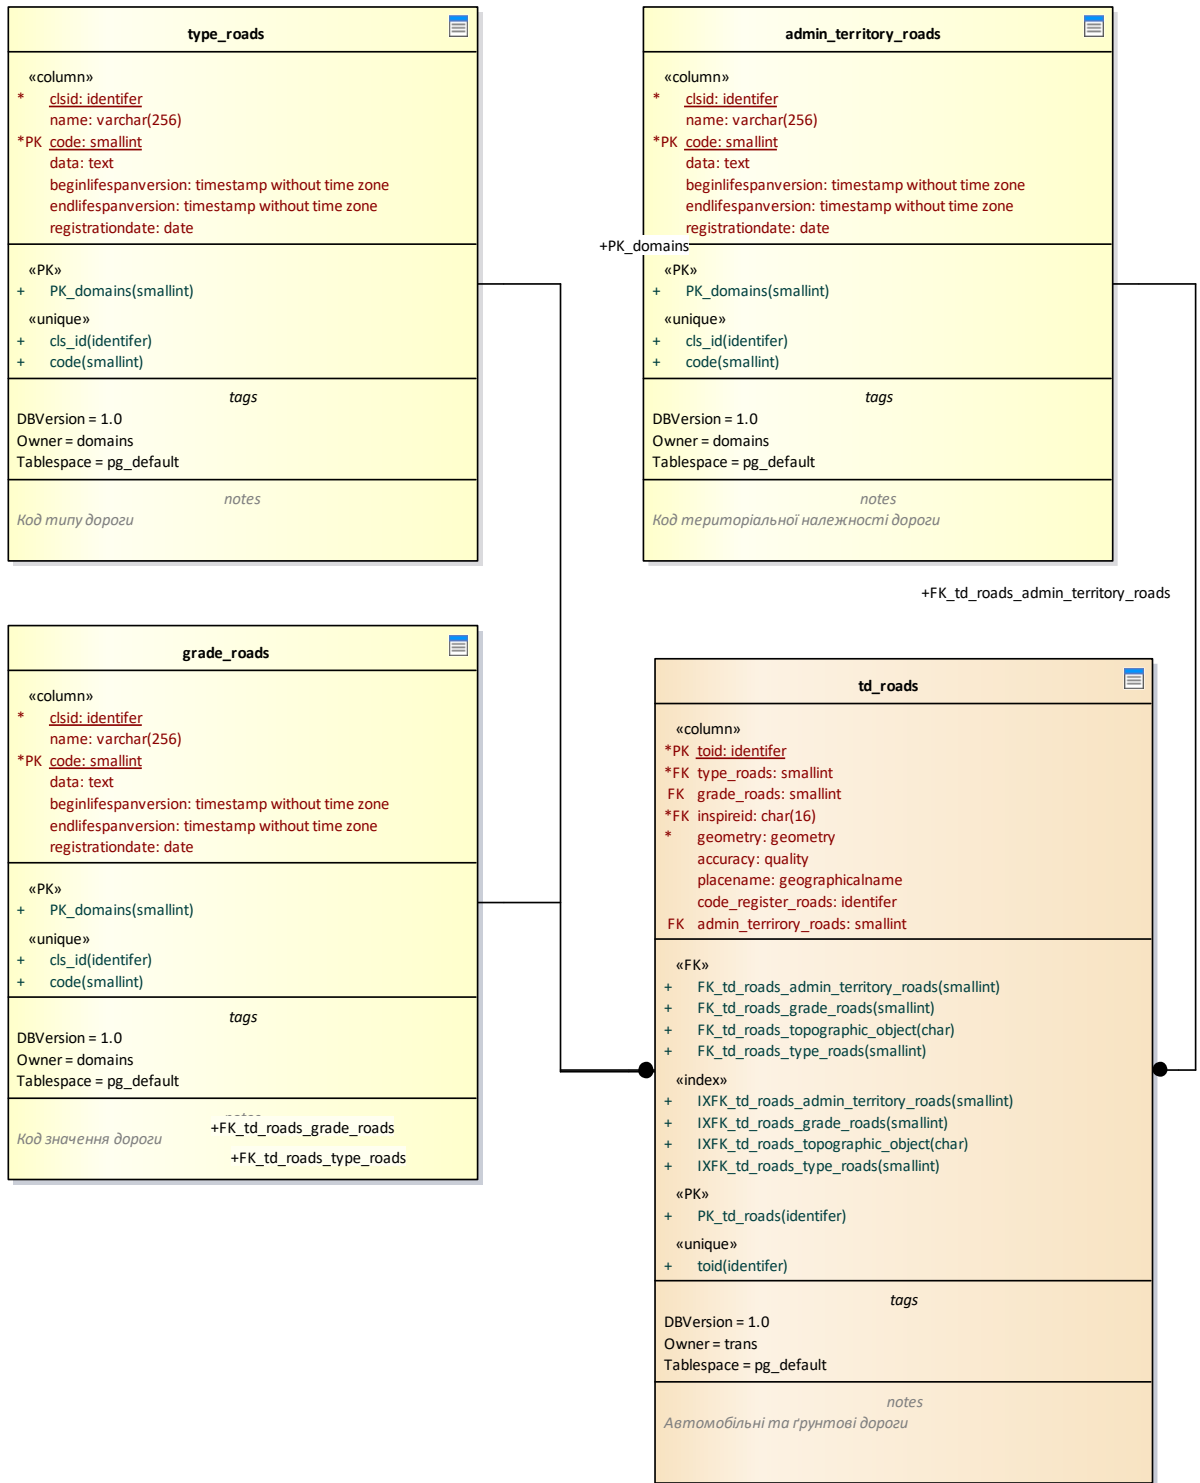 type_roads
«column»
* clsid: identifer
name: varchar(256)
*PK code: smallint
data: text
beginlifespanversion: timestamp without time zone
endlifespanversion: timestamp without time zone
registrationdate: date
«PK»
+ PK_domains(smallint)
«unique»
+ cls_id(identifer)
+ code(smallint)
tags
DBVersion = 1.0
Owner = domains
Tablespace = pg_default
notes
Код типу дороги
admin_territory_roads
«column»
* clsid: identifer
name: varchar(256)
*PK code: smallint
data: text
beginlifespanversion: timestamp without time zone
endlifespanversion: timestamp without time zone
registrationdate: date
+PK_domains
«PK»
+ PK_domains(smallint)
«unique»
+ cls_id(identifer)
+ code(smallint)
tags
DBVersion = 1.0
Owner = domains
Tablespace = pg_default
notes
Код територіальної належності дороги
+FK_td_roads_admin_territory_roads
grade_roads
«column»
* clsid: identifer
name: varchar(256)
*PK code: smallint
data: text
beginlifespanversion: timestamp without time zone
endlifespanversion: timestamp without time zone
registrationdate: date
«PK»
+ PK_domains(smallint)
«unique»
+ cls_id(identifer)
+ code(smallint)
tags
DBVersion = 1.0
Owner = domains
Tablespace = pg_default
Код значення дороги
+FK_td_roads_grade_roads
+FK_td_roads_type_roads
td_roads
«column»
*PK toid: identifer
*FK type_roads: smallint
FK grade_roads: smallint
*FK inspireid: char(16)
* geometry: geometry
accuracy: quality
placename: geographicalname
code_register_roads: identifer
FK admin_terrirory_roads: smallint
«FK»
+ FK_td_roads_admin_territory_roads(smallint)
+ FK_td_roads_grade_roads(smallint)
+ FK_td_roads_topographic_object(char)
+ FK_td_roads_type_roads(smallint)
«index»
+ IXFK_td_roads_admin_territory_roads(smallint)
+ IXFK_td_roads_grade_roads(smallint)
+ IXFK_td_roads_topographic_object(char)
+ IXFK_td_roads_type_roads(smallint)
«PK»
+ PK_td_roads(identifer)
«unique»
+ toid(identifer)
tags
DBVersion = 1.0
Owner = trans
Tablespace = pg_default
notes
Автомобільні та ґрунтові дороги